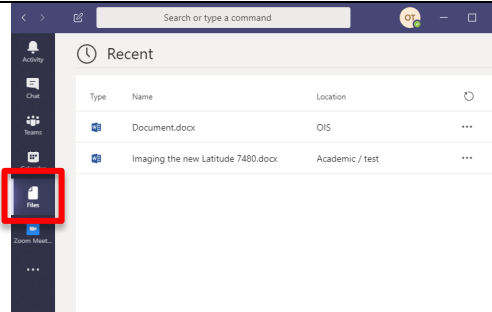 Search or type a command
OT
Activity
Recent
Chat
Type Name Location
Teams
Document.docx OIS
Imaging the new Latitude 7480.docx Academic / test
Files
Zoom Meet...